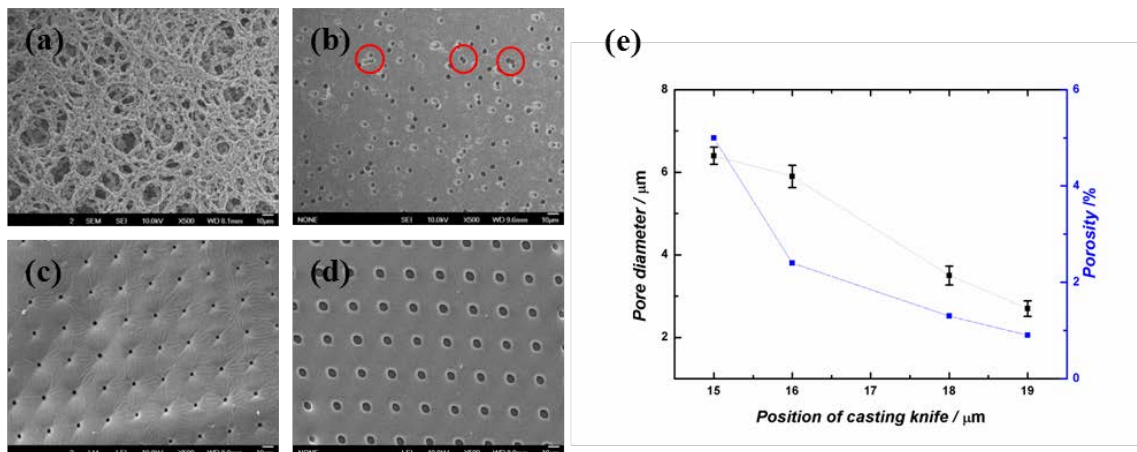 (a)
2 SEM SEI 10.0kV X500 WD 8.1mm 10μm
(b)
NONE SEI 10.0kV X500 WD 9.6mm 10μm
(c)
(d)
(e)
8
6
4
2
Pore diameter / μm
6
4
2
0
Porosity /%
15 16 17 18 19
Position of casting knife / μm